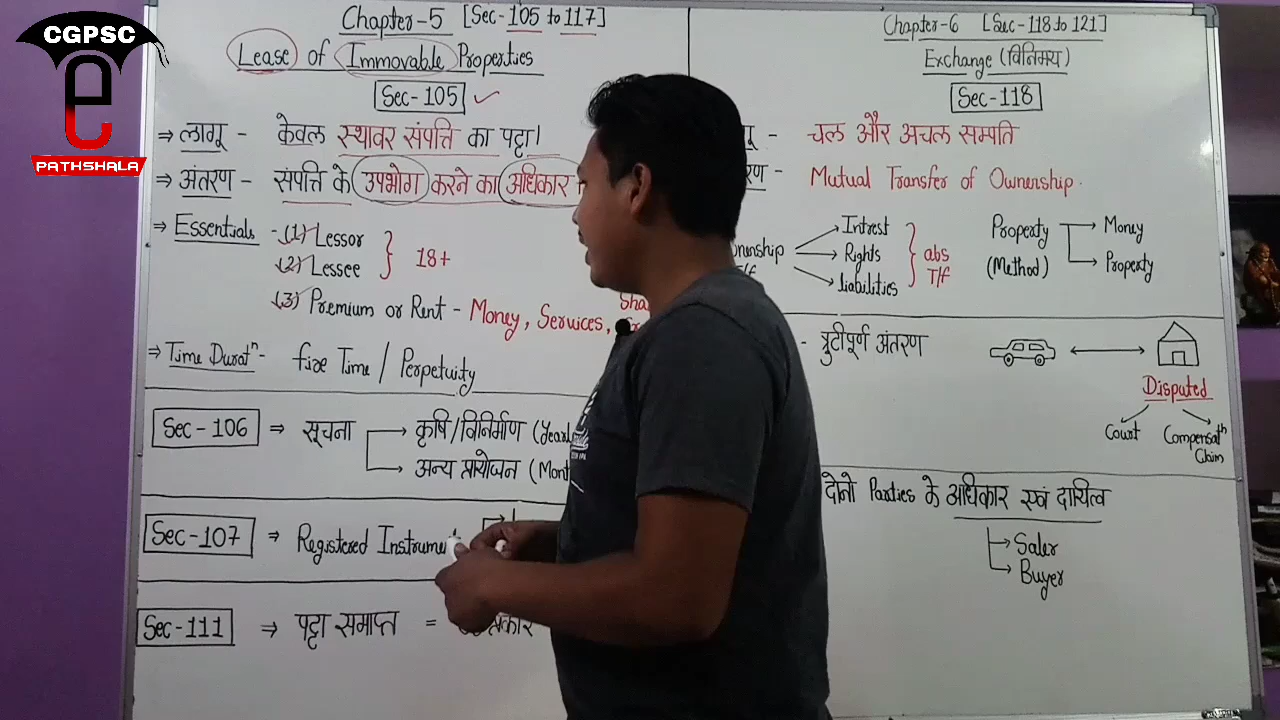 CGPSC
e
PATHSHALA
Chapter-5 [Sec-105 to 117]
Lease of Immovable Properties
Sec-105
⇒ लागू - केवल स्थावर संपत्ति का पट्टा।
⇒ अंतरण - संपत्ति के उपभोग करने का अधिकार
⇒ Essentials - (1) Lessor
(2) Lessee } 18+
(3) Premium or Rent - Money, Services,
⇒ Time Duratⁿ - fixe Time / Perpetuity
Sec-106 ⇒ सूचना → कृषि/विनिर्माण
→ अन्य प्रायोजन
Sec-107 ⇒ Registered
Sec-111 ⇒ पट्टा समाप्त =
Chapter-6 [Sec-118 to 121]
Exchange (विनिमय)
Sec-118
- चल और अचल सम्पति
- Mutual Transfer of Ownership.
→ Intrest
→ Rights
→ liabilities } abs T/f
Property (Method) → Money
→ Property
- त्रुटीपूर्ण अंतरण
Disputed
Court Compensatⁿ Claim
दोनो Parties के अधिकार एवं दायित्व
→ Saler
→ Buyer